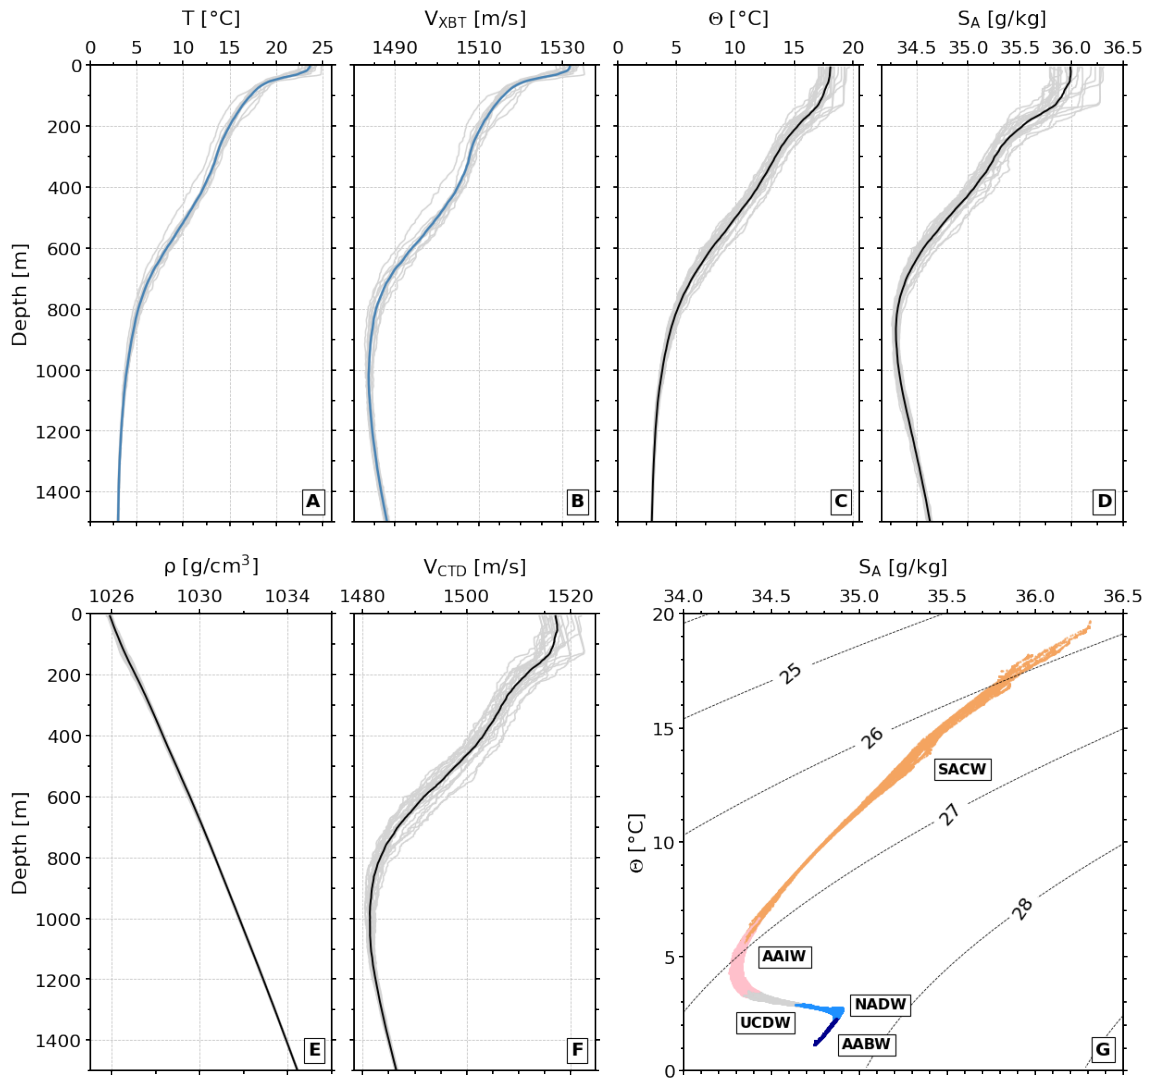 T [°C]
V_XBT [m/s]
Θ [°C]
S_A [g/kg]
0 5 10 15 20 25
1490 1510 1530
0 5 10 15 20
34.5 35.0 35.5 36.0 36.5
0
200
400
600
800
1000
1200
1400
Depth [m]
A
B
C
D
ρ [g/cm³]
V_CTD [m/s]
S_A [g/kg]
1026 1030 1034
1480 1500 1520
34.0 34.5 35.0 35.5 36.0 36.5
0
200
400
600
800
1000
1200
1400
Depth [m]
E
F
20
15
10
5
0
Θ [°C]
25
26
27
28
SACW
AAIW
NADW
UCDW
AABW
G